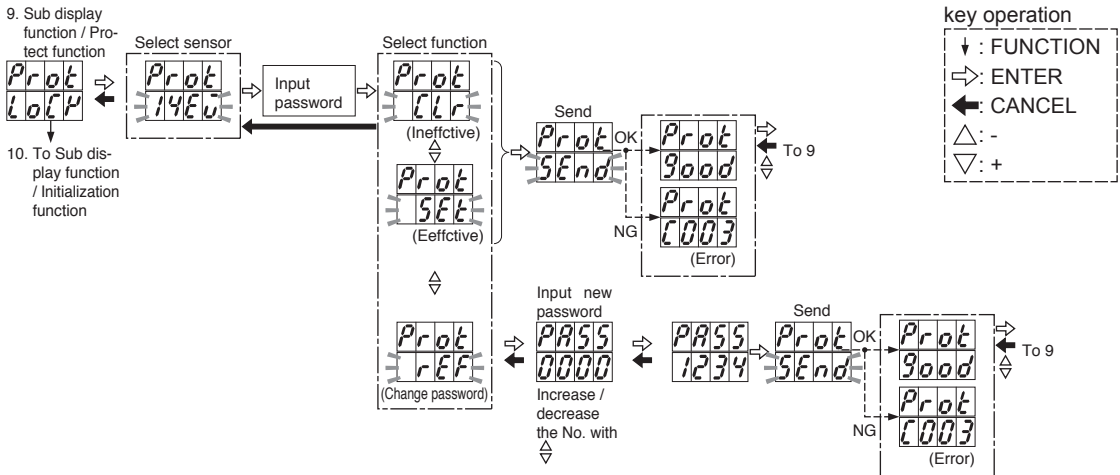 9. Sub display
function / Pro-
tect function
Prot
LoCK
10. To Sub dis-
play function
/ Initialization
function
Select sensor
Prot
Input
password
Select function
Prot
CLr
(Ineffctive)
Prot
SEt
(Eeffctive)
Prot
rEF
(Change password)
Send
Prot
SEnd
OK
NG
Prot
good
Prot
C003
(Error)
To 9
Input new
password
PASS
0000
Increase /
decrease
the No. with
PASS
1234
Send
Prot
SEnd
OK
NG
Prot
good
Prot
C003
(Error)
To 9
key operation
: FUNCTION
: ENTER
: CANCEL
: -
: +